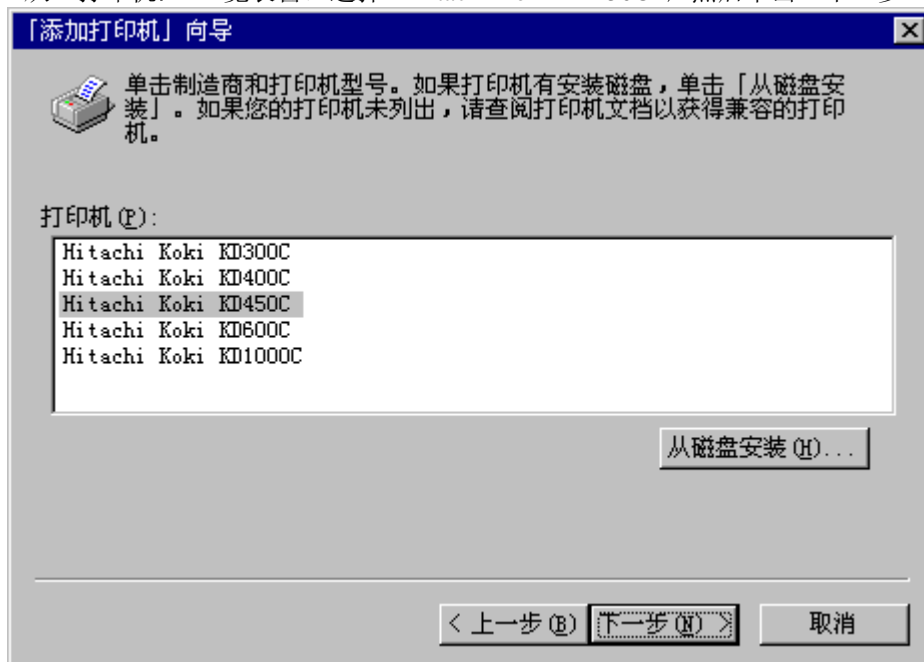 「添加打印机」向导
单击制造商和打印机型号。如果打印机有安装磁盘，单击「从磁盘安
装」。如果您的打印机未列出，请查阅打印机文档以获得兼容的打印
机。
打印机(P):
Hitachi Koki KD300C
Hitachi Koki KD400C
Hitachi Koki KD450C
Hitachi Koki KD600C
Hitachi Koki KD1000C
从磁盘安装(H)...
< 上一步(B)
下一步(N) >
取消